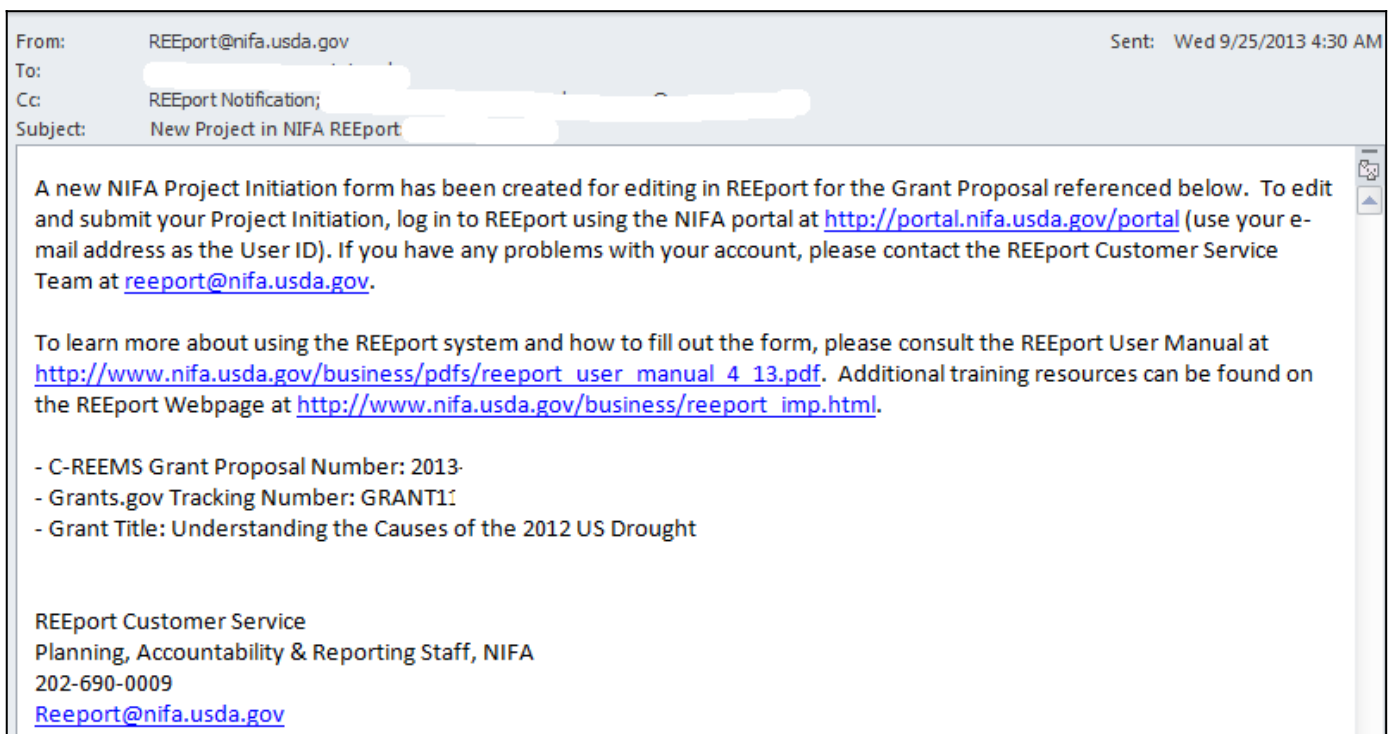 From: REEport@nifa.usda.gov Sent: Wed 9/25/2013 4:30 AM
To:
Cc: REEport Notification;
Subject: New Project in NIFA REEport
A new NIFA Project Initiation form has been created for editing in REEport for the Grant Proposal referenced below. To edit
and submit your Project Initiation, log in to REEport using the NIFA portal at http://portal.nifa.usda.gov/portal (use your e-
mail address as the User ID). If you have any problems with your account, please contact the REEport Customer Service
Team at reeport@nifa.usda.gov.
To learn more about using the REEport system and how to fill out the form, please consult the REEport User Manual at
http://www.nifa.usda.gov/business/pdfs/reeport_user_manual_4_13.pdf. Additional training resources can be found on
the REEport Webpage at http://www.nifa.usda.gov/business/reeport_imp.html.
- C-REEMS Grant Proposal Number: 2013-
- Grants.gov Tracking Number: GRANT11
- Grant Title: Understanding the Causes of the 2012 US Drought
REEport Customer Service
Planning, Accountability & Reporting Staff, NIFA
202-690-0009
Reeport@nifa.usda.gov